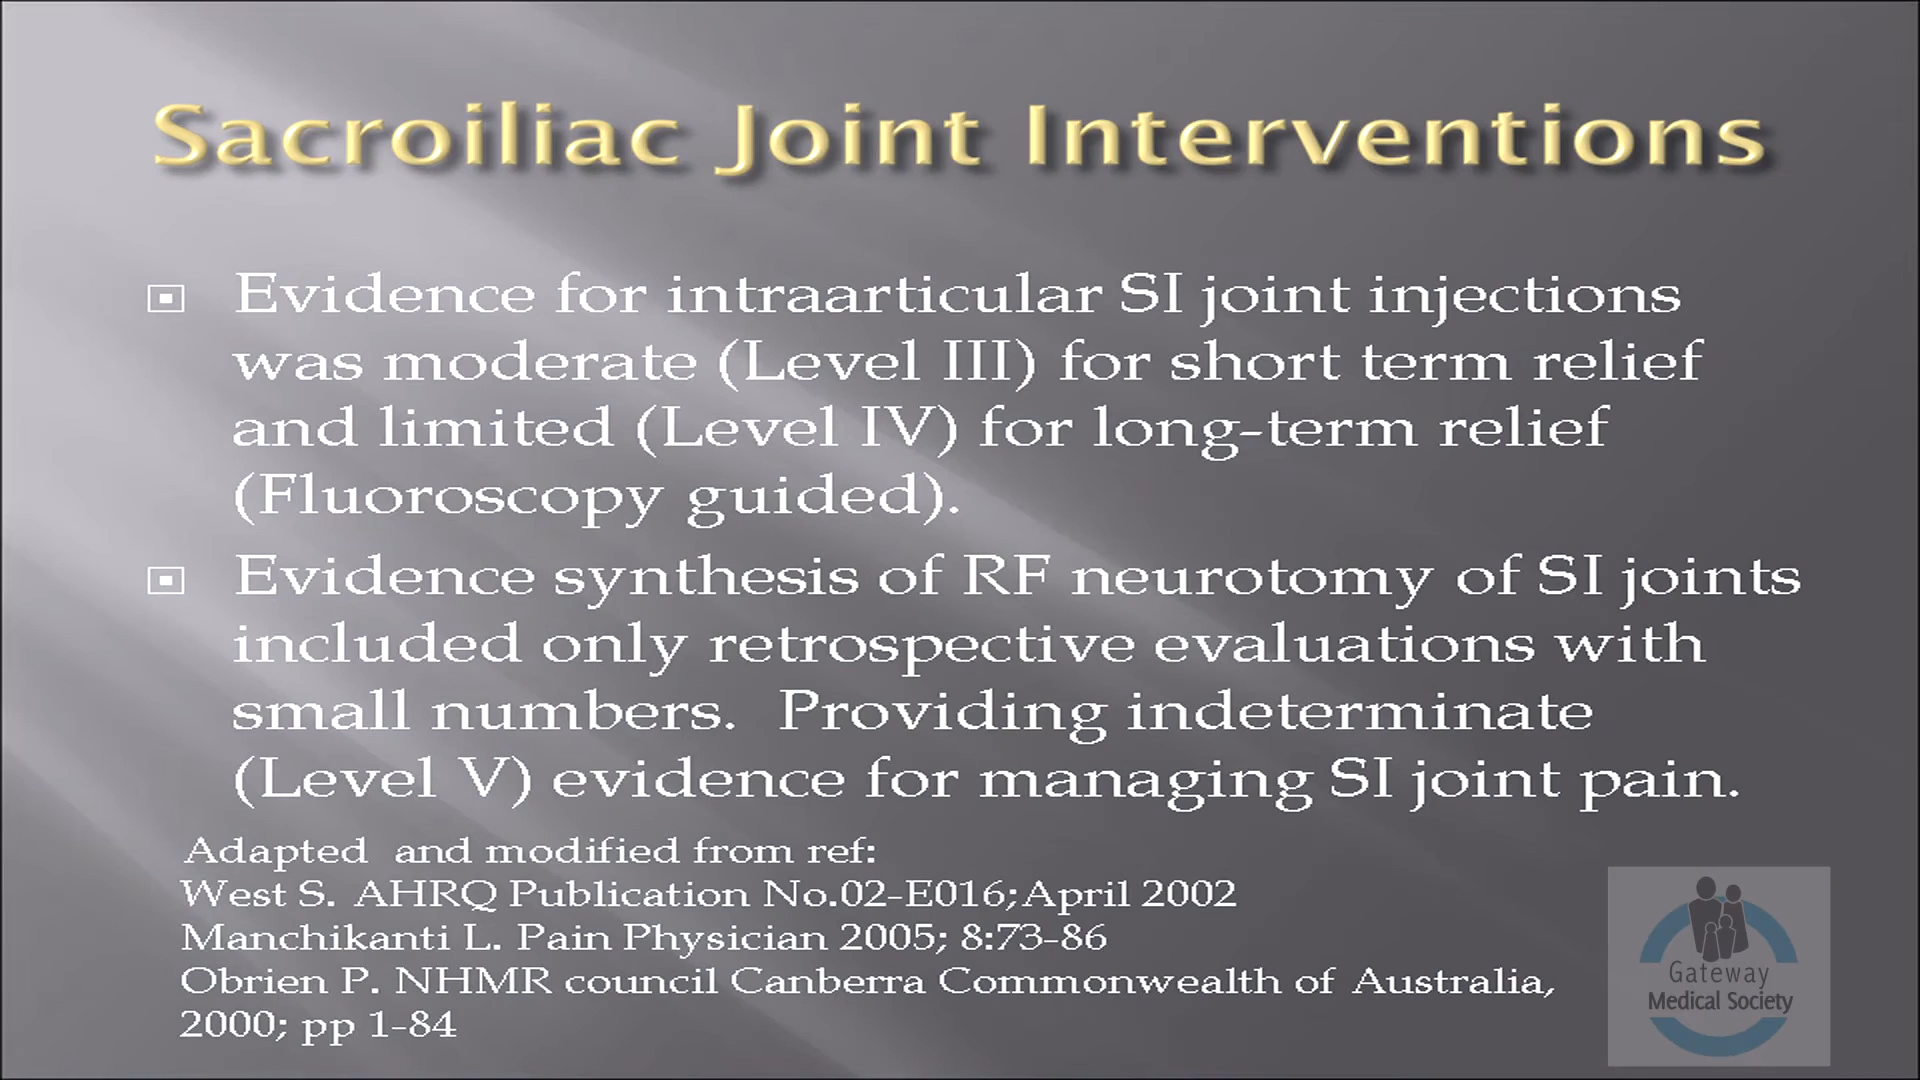 Sacroiliac Joint Interventions
Evidence for intraarticular SI joint injections
was moderate (Level III) for short term relief
and limited (Level IV) for long-term relief
(Fluoroscopy guided).
Evidence synthesis of RF neurotomy of SI joints
included only retrospective evaluations with
small numbers.  Providing indeterminate
(Level V) evidence for managing SI joint pain.
Adapted  and modified from ref:
West S. AHRQ Publication No.02-E016;April 2002
Manchikanti L. Pain Physician 2005; 8:73-86
Obrien P. NHMR council Canberra Commonwealth of Australia,
2000; pp 1-84
Gateway
Medical Society